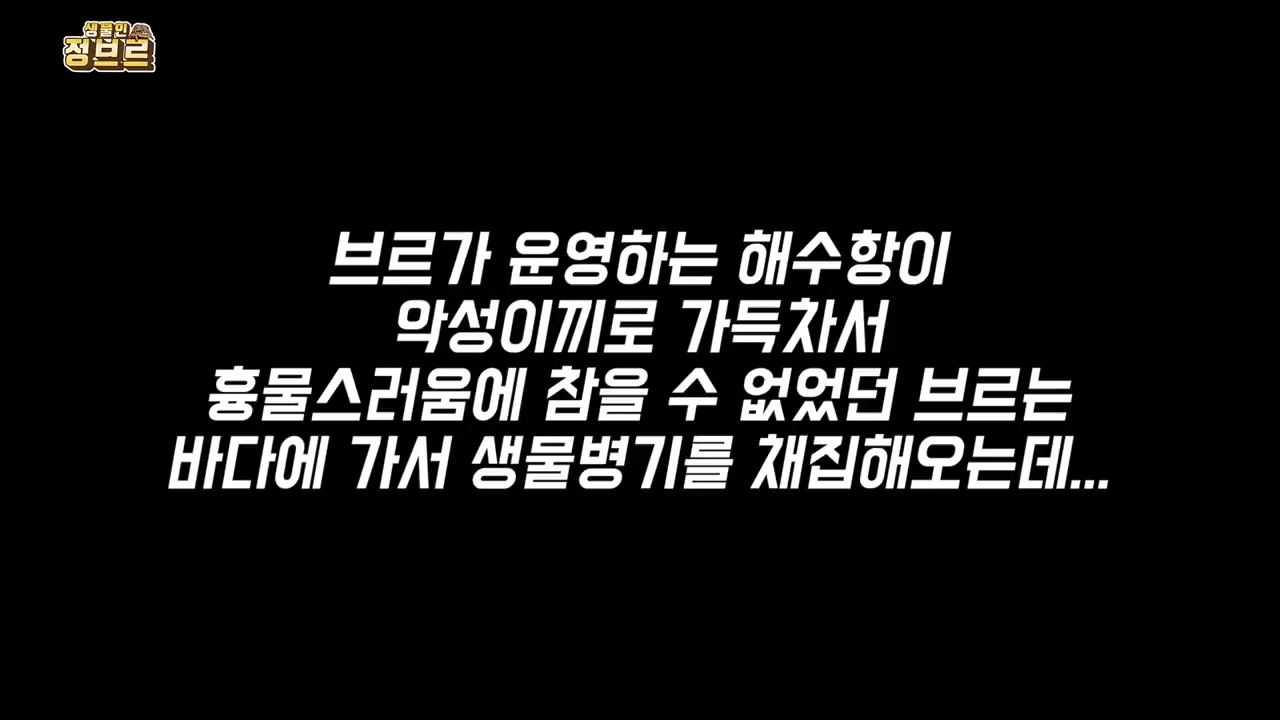 생물인
정브르
브르가 운영하는 해수항이
악성이끼로 가득차서
흉물스러움에 참을 수 없었던 브르는
바다에 가서 생물병기를 채집해오는데...